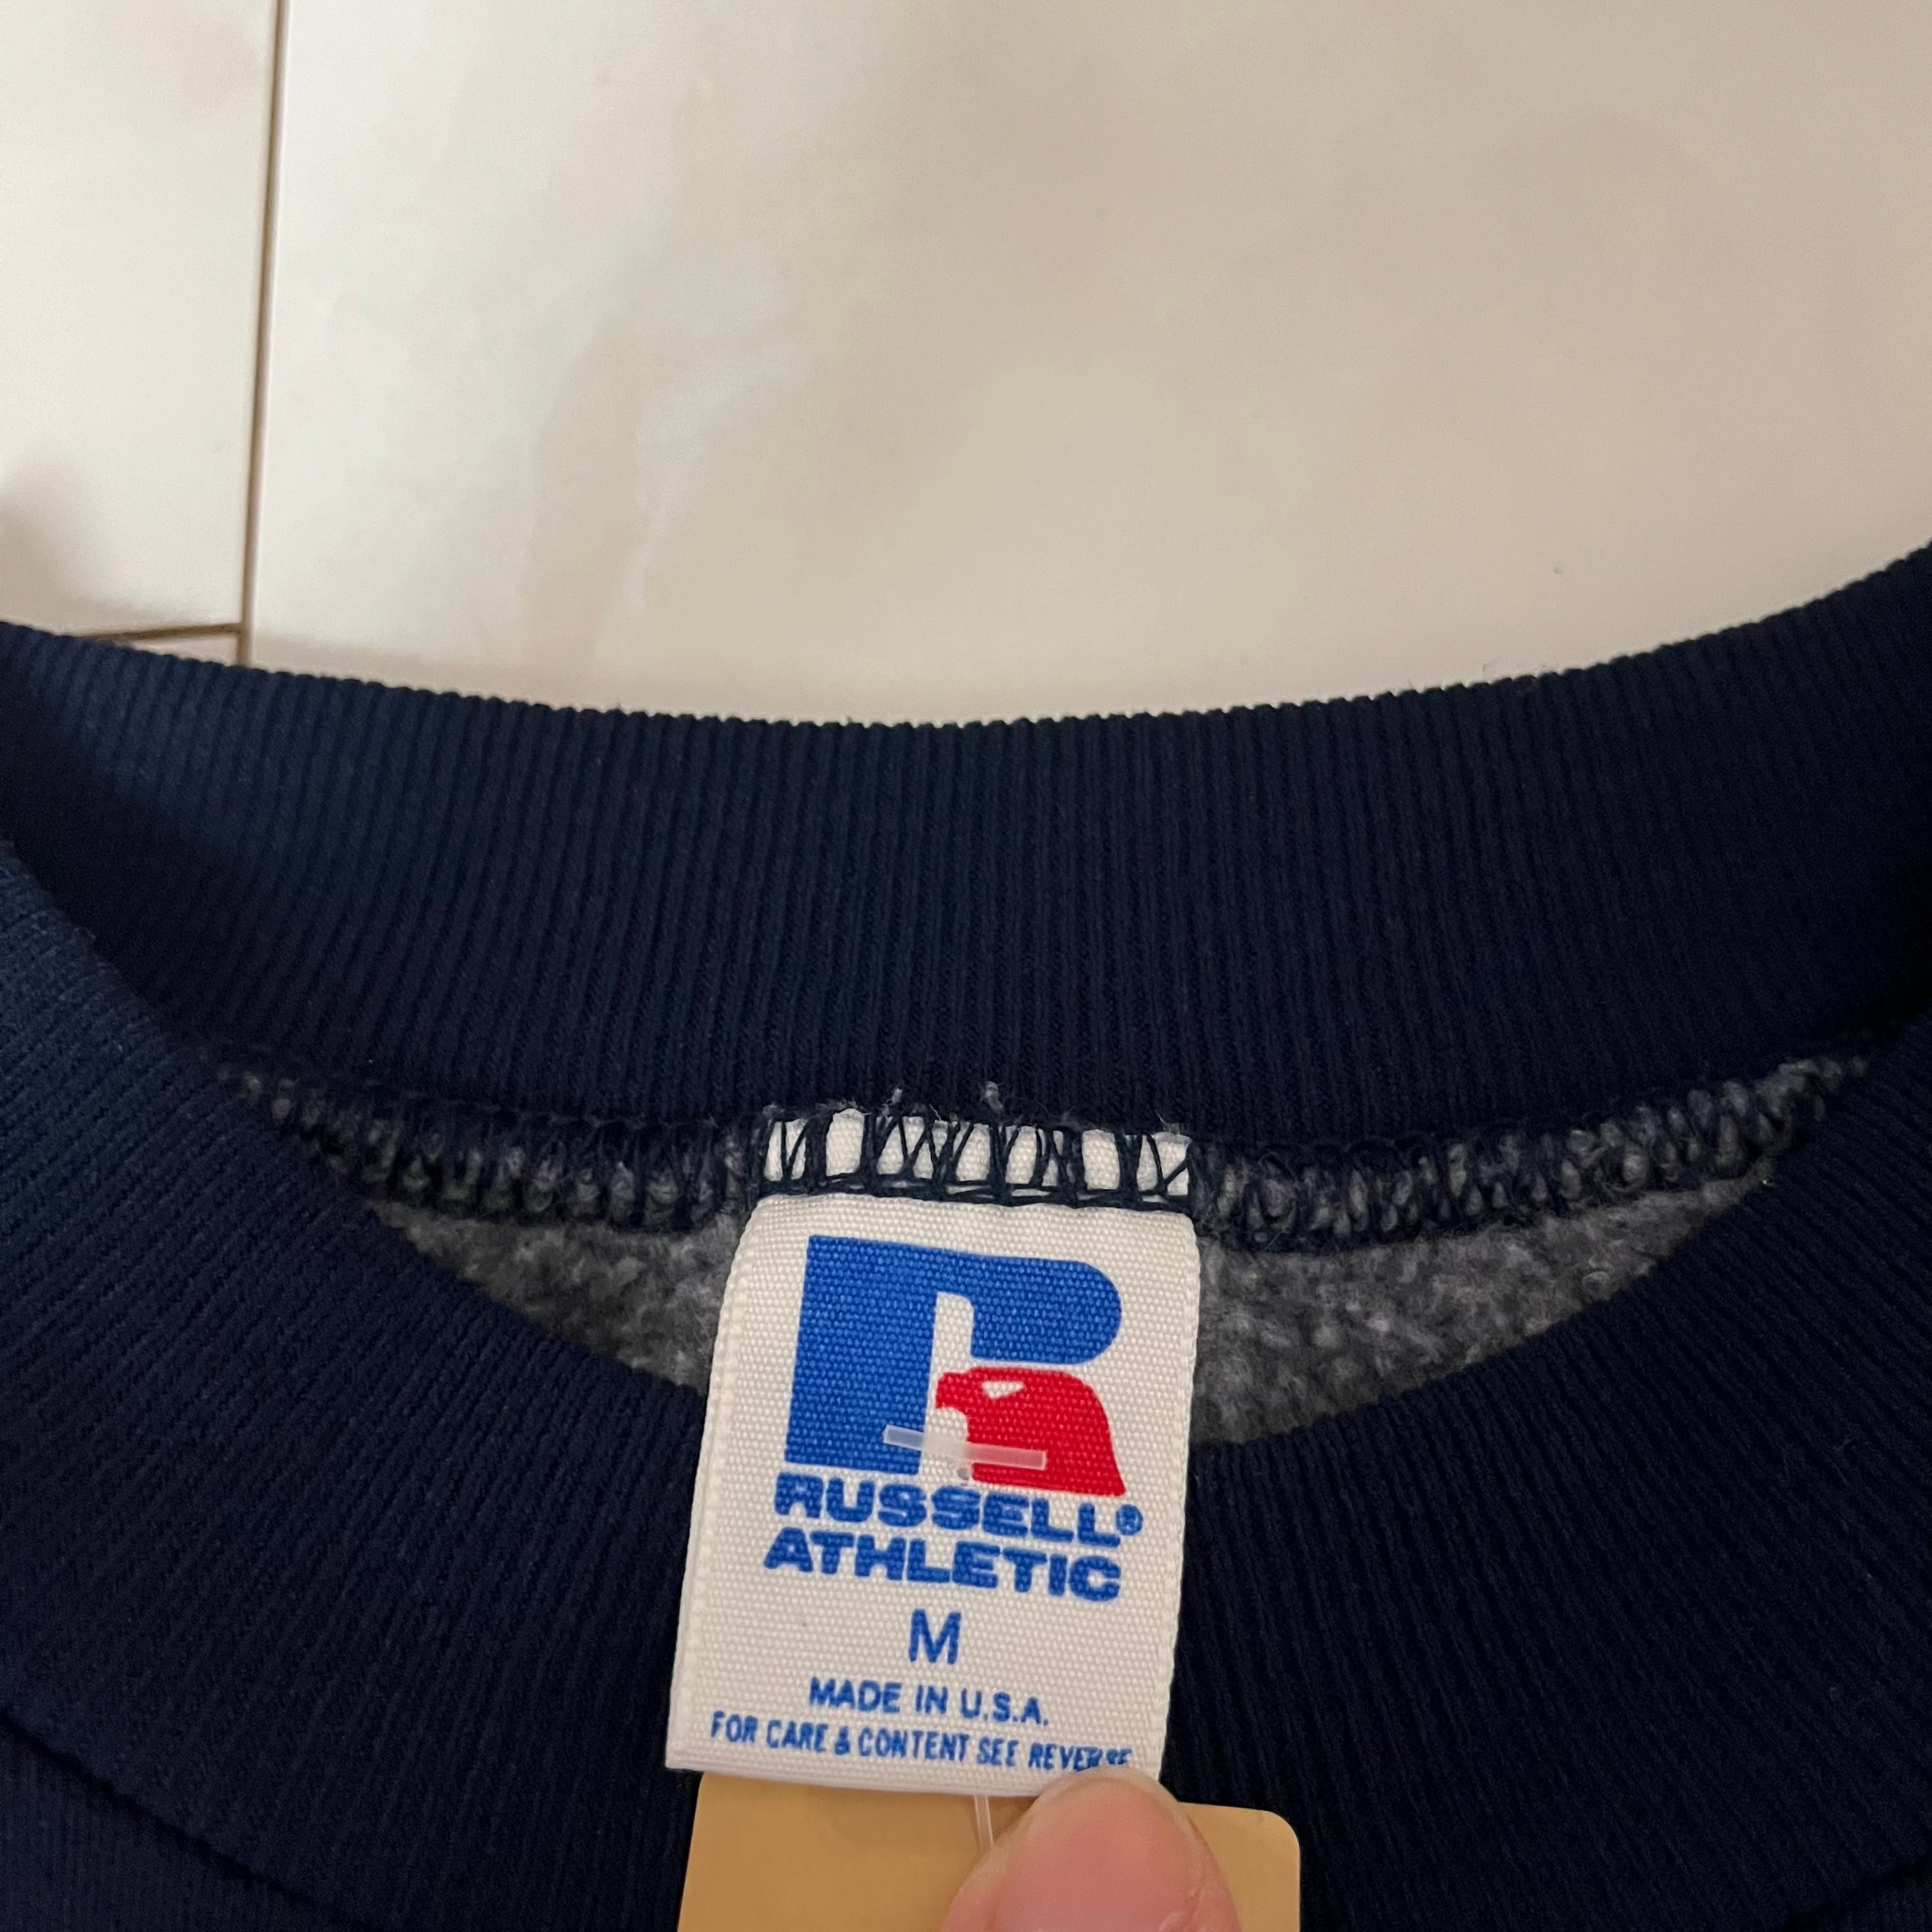 RUSSELL®
ATHLETIC
M
MADE IN U.S.A.
FOR CARE & CONTENT SEE REVERSE